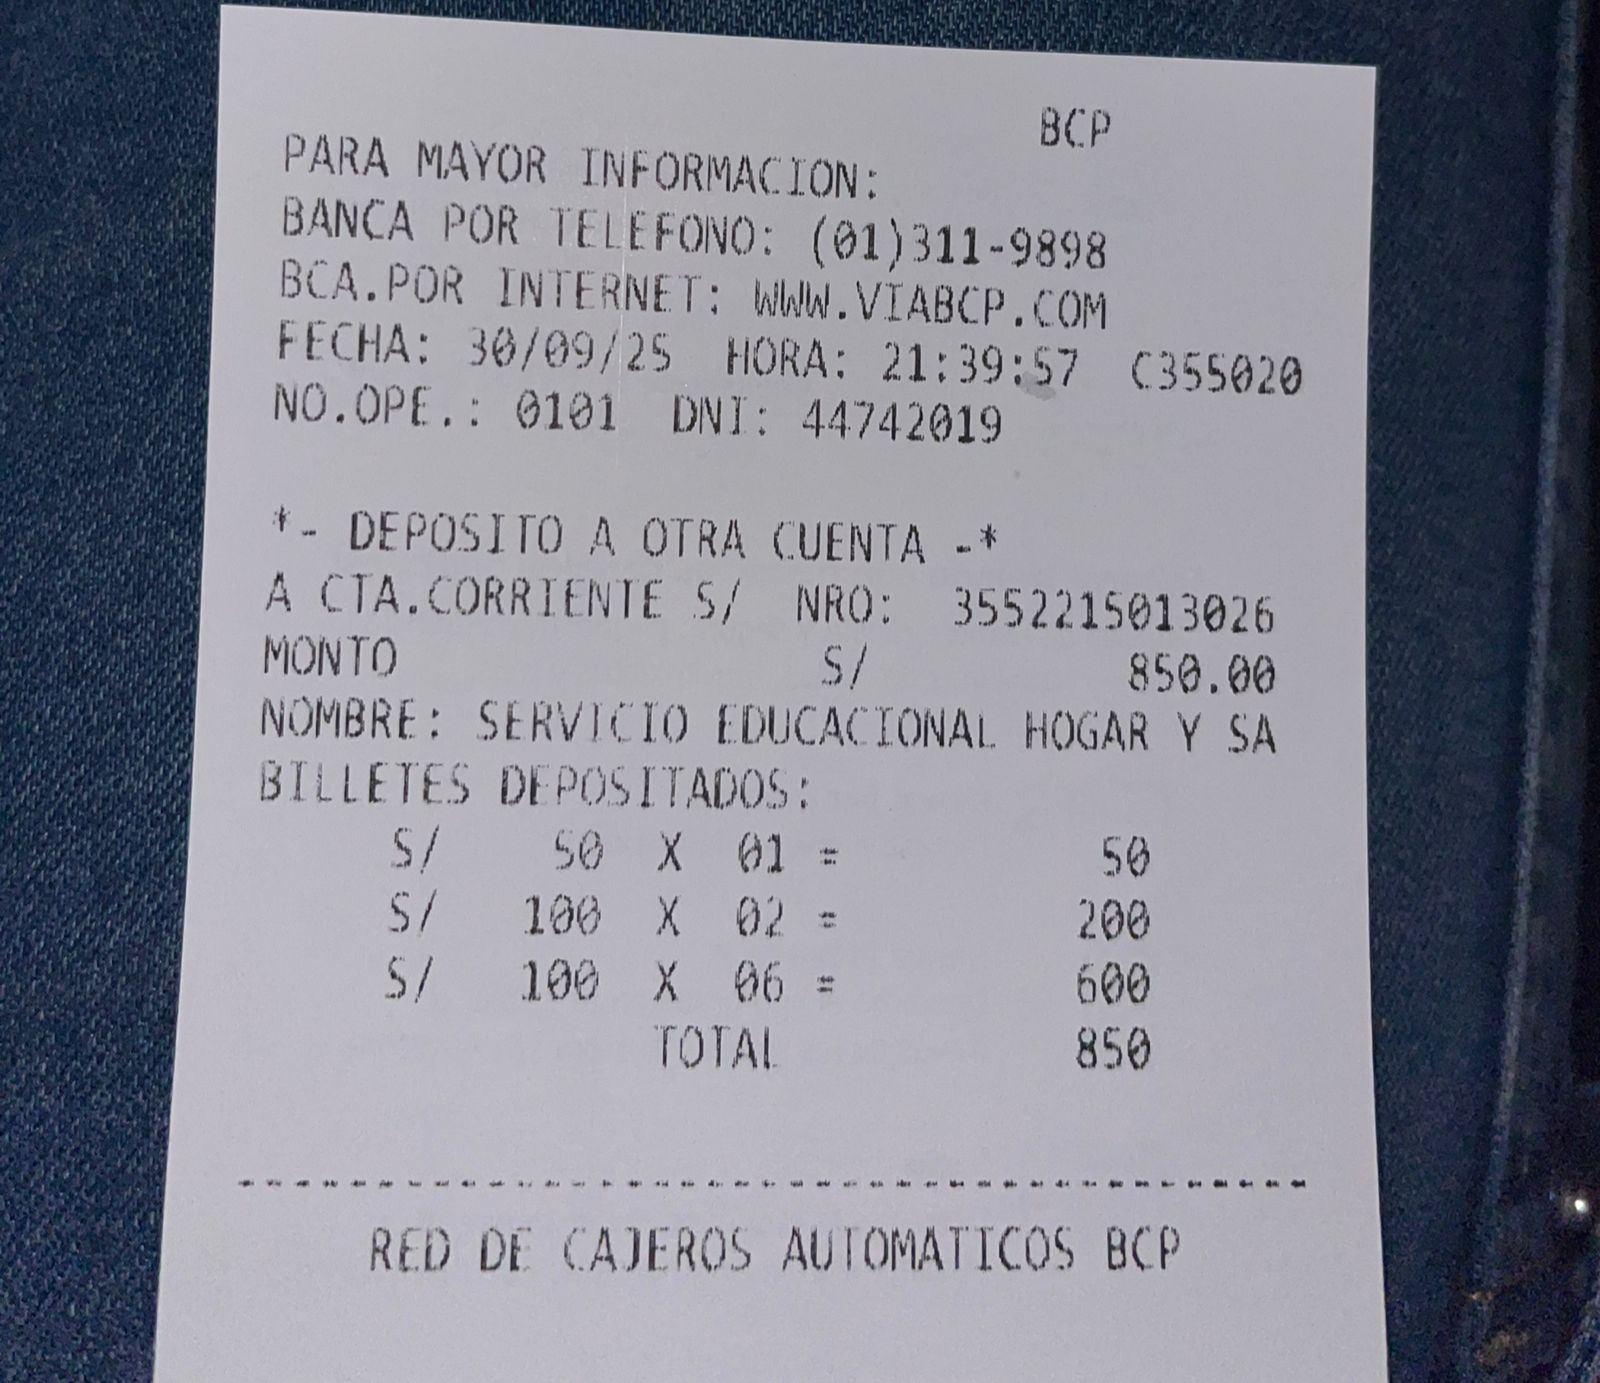 BCP
PARA MAYOR INFORMACION:
BANCA POR TELEFONO: (01)311-9898
BCA.POR INTERNET: WWW.VIABCP.COM
FECHA: 30/09/25 HORA: 21:39:57 C355020
NO.OPE.: 0101 DNI: 44742019
*- DEPOSITO A OTRA CUENTA -*
A CTA.CORRIENTE S/ NRO: 3552215013026
MONTO S/ 850.00
NOMBRE: SERVICIO EDUCACIONAL HOGAR Y SA
BILLETES DEPOSITADOS:
S/ 50 X 01 = 50
S/ 100 X 02 = 200
S/ 100 X 06 = 600
TOTAL 850
----------------------------------------
RED DE CAJEROS AUTOMATICOS BCP